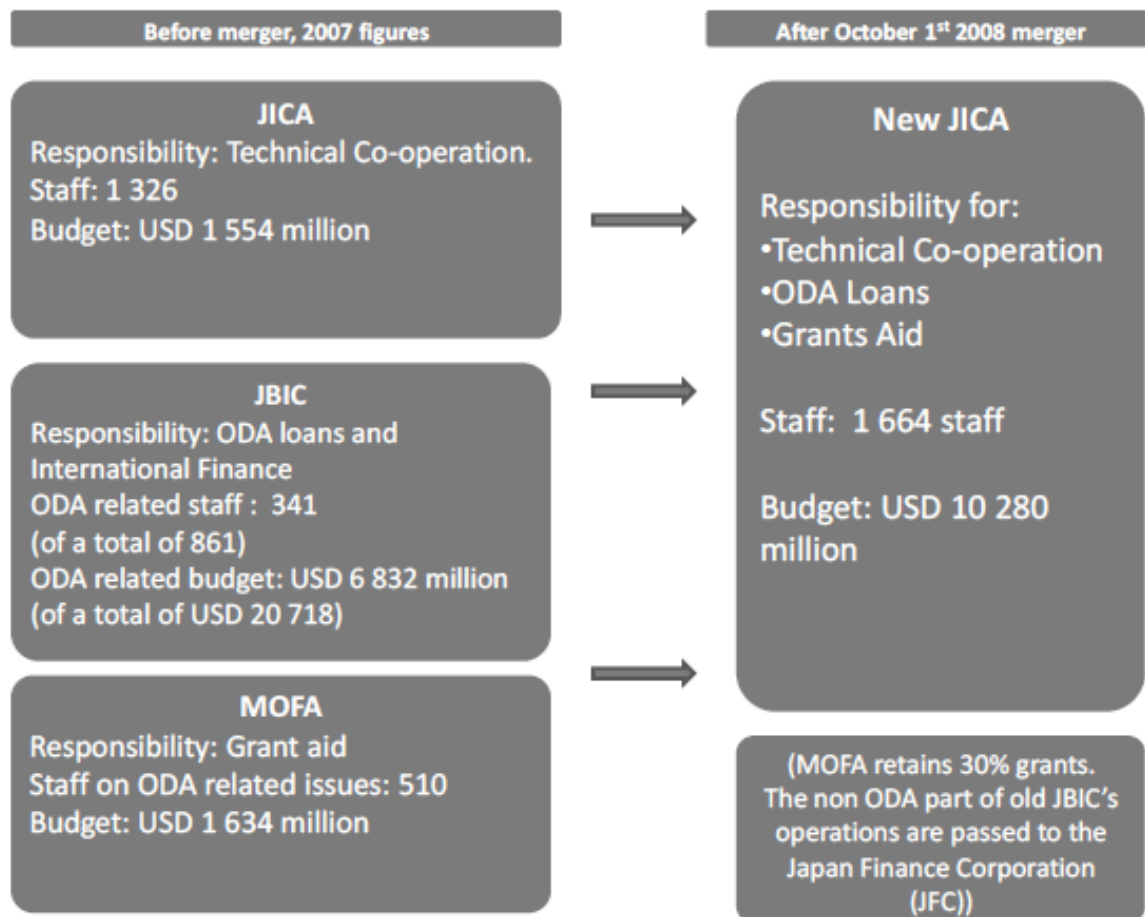 Before merger, 2007 figures
JICA
Responsibility: Technical Co-operation.
Staff: 1 326
Budget: USD 1 554 million
JBIC
Responsibility: ODA loans and
International Finance
ODA related staff :  341
(of a total of 861)
ODA related budget: USD 6 832 million
(of a total of USD 20 718)
MOFA
Responsibility: Grant aid
Staff on ODA related issues: 510
Budget: USD 1 634 million
After October 1st 2008 merger
New JICA
Responsibility for:
•Technical Co-operation
•ODA Loans
•Grants Aid
Staff:  1 664 staff
Budget: USD 10 280
million
(MOFA retains 30% grants.
The non ODA part of old JBIC's
operations are passed to the
Japan Finance Corporation
(JFC))